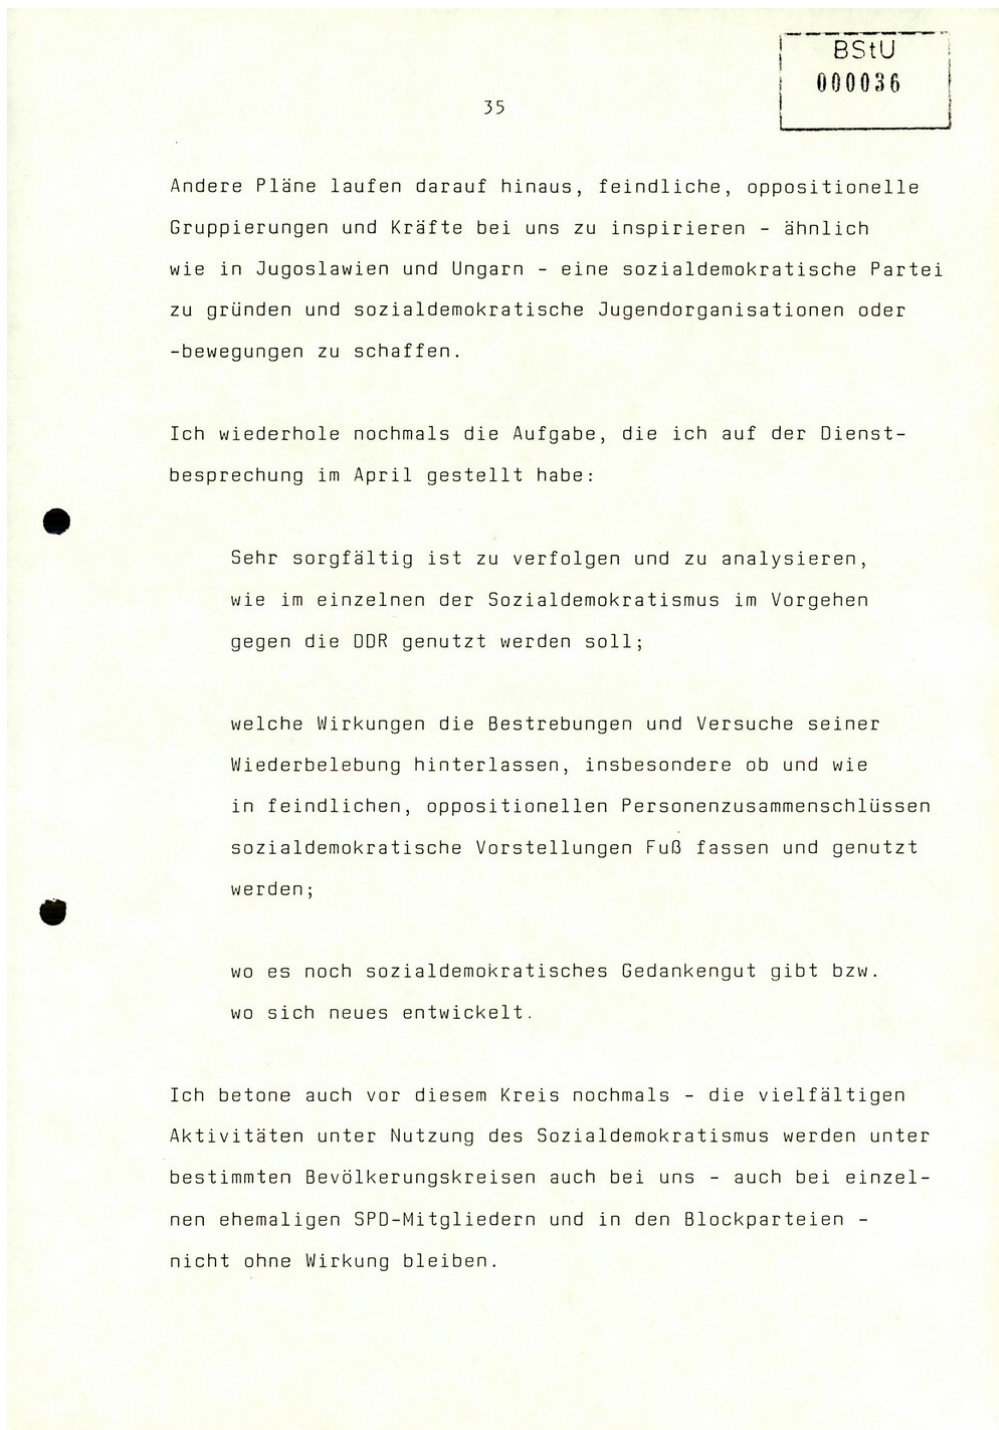 BStU
000036
35
Andere Pläne laufen darauf hinaus, feindliche, oppositionelle
Gruppierungen und Kräfte bei uns zu inspirieren - ähnlich
wie in Jugoslawien und Ungarn - eine sozialdemokratische Partei
zu gründen und sozialdemokratische Jugendorganisationen oder
-bewegungen zu schaffen.
Ich wiederhole nochmals die Aufgabe, die ich auf der Dienst-
besprechung im April gestellt habe:
Sehr sorgfältig ist zu verfolgen und zu analysieren,
wie im einzelnen der Sozialdemokratismus im Vorgehen
gegen die DDR genutzt werden soll;
welche Wirkungen die Bestrebungen und Versuche seiner
Wiederbelebung hinterlassen, insbesondere ob und wie
in feindlichen, oppositionellen Personenzusammenschlüssen
sozialdemokratische Vorstellungen Fuß fassen und genutzt
werden;
wo es noch sozialdemokratisches Gedankengut gibt bzw.
wo sich neues entwickelt.
Ich betone auch vor diesem Kreis nochmals - die vielfältigen
Aktivitäten unter Nutzung des Sozialdemokratismus werden unter
bestimmten Bevölkerungskreisen auch bei uns - auch bei einzel-
nen ehemaligen SPD-Mitgliedern und in den Blockparteien -
nicht ohne Wirkung bleiben.